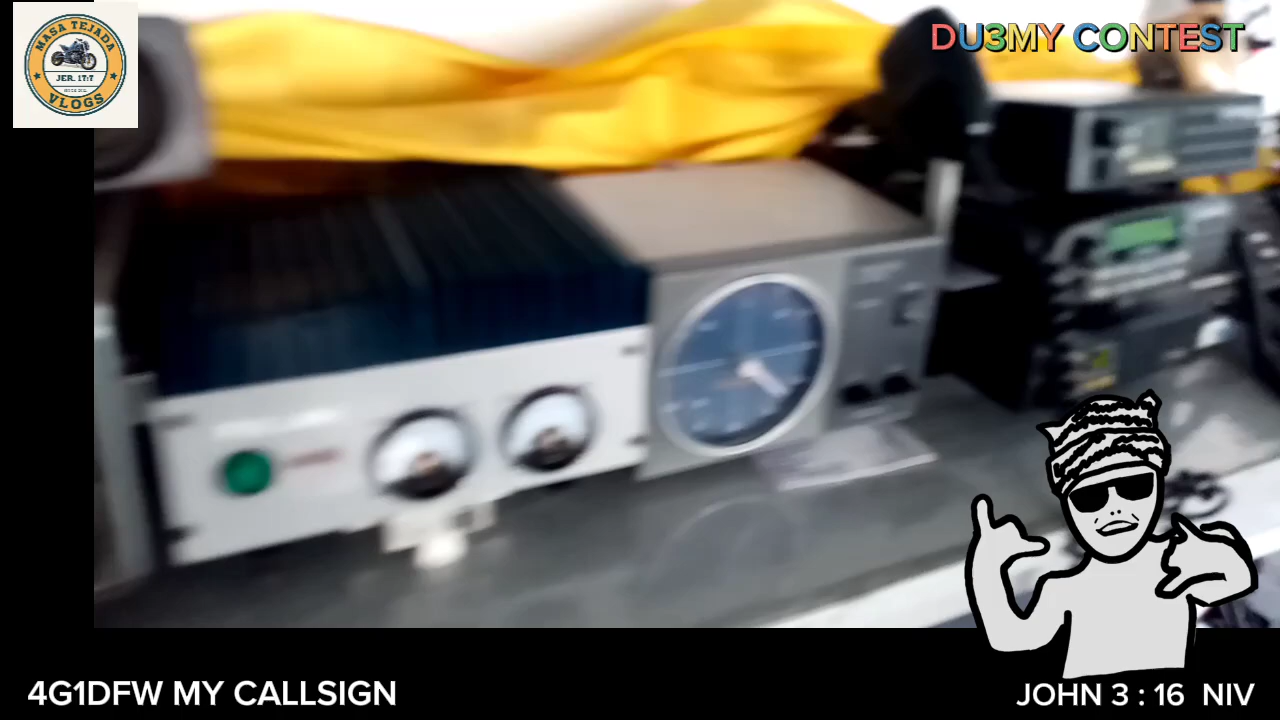 MASA TEJADA
JER. 17:7
VLOGS
DU3MY CONTEST
4G1DFW MY CALLSIGN
JOHN 3 : 16 NIV